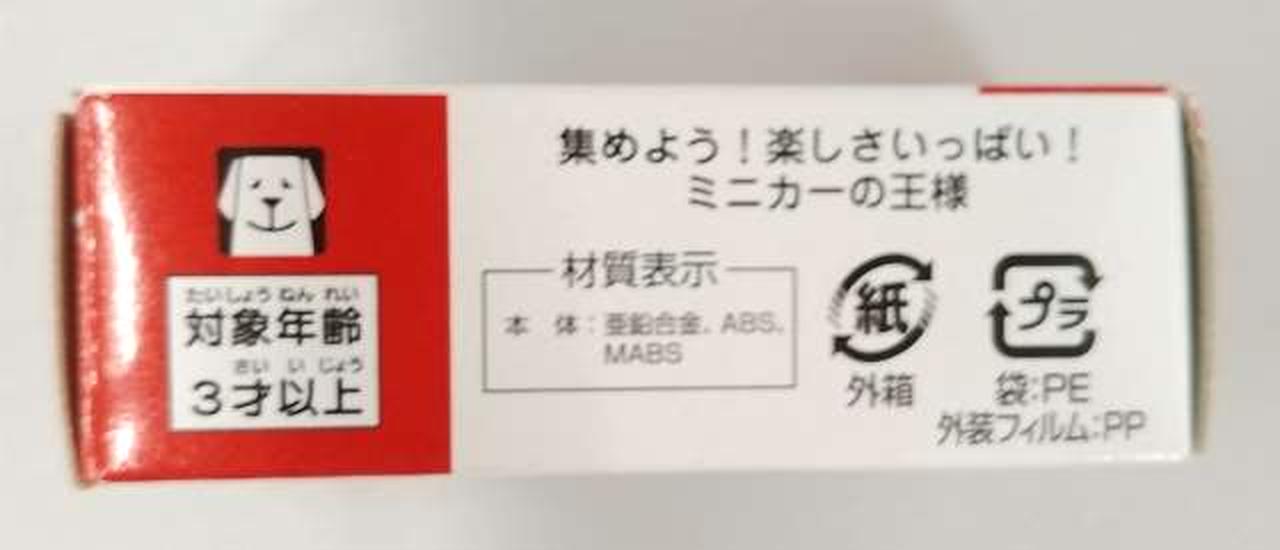 たいしょう ねん れい
対象年齢
さい い じょう
3才以上
集めよう！楽しさいっぱい！
ミニカーの王様
材質表示
本 体：亜鉛合金、ABS、
MABS
紙
外箱
プラ
袋:PE
外装フィルム:PP